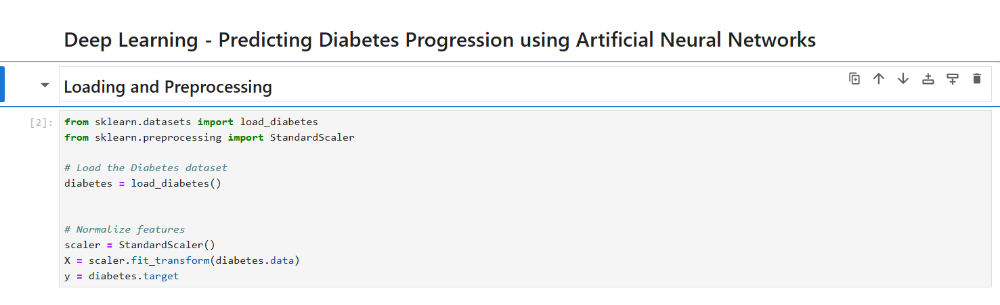 Deep Learning - Predicting Diabetes Progression using Artificial Neural Networks
Loading and Preprocessing
[2]:
from sklearn.datasets import load_diabetes
from sklearn.preprocessing import StandardScaler
# Load the Diabetes dataset
diabetes = load_diabetes()
# Normalize features
scaler = StandardScaler()
X = scaler.fit_transform(diabetes.data)
y = diabetes.target